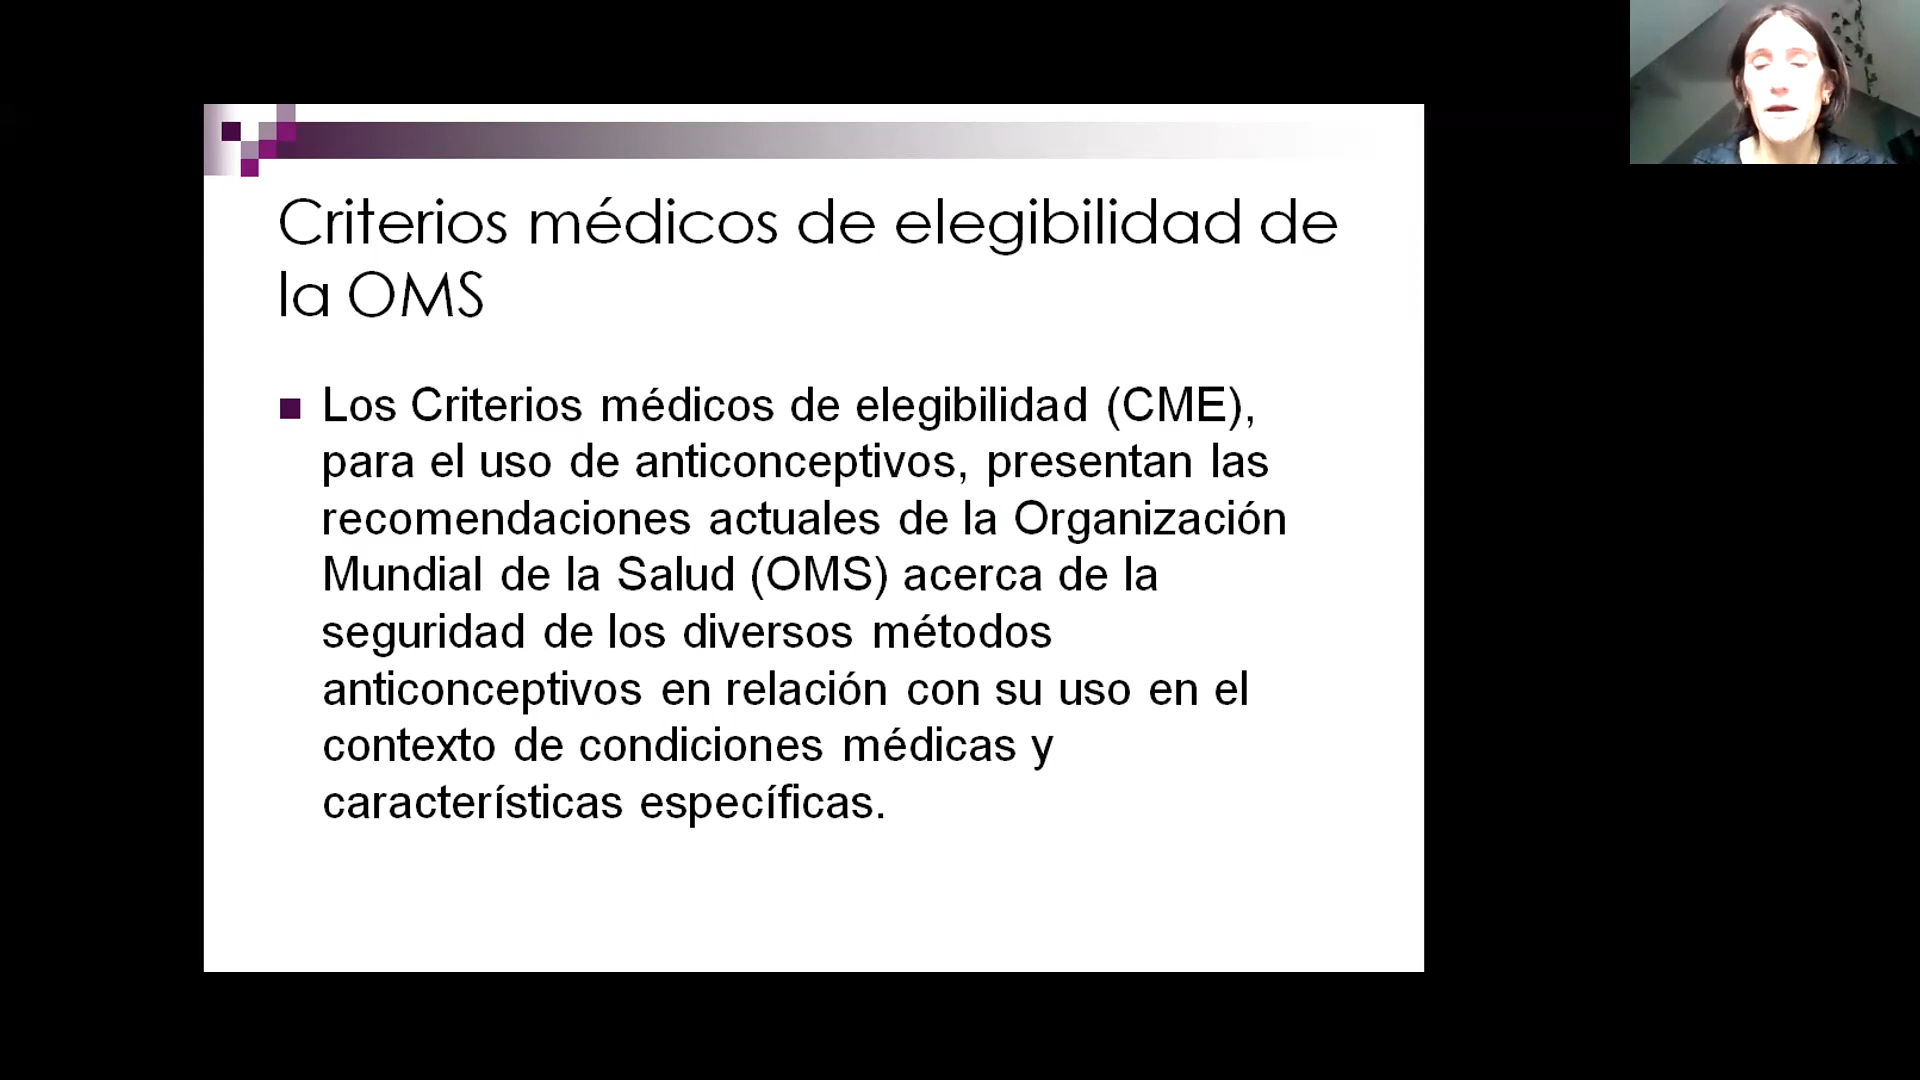 Criterios médicos de elegibilidad de
la OMS
Los Criterios médicos de elegibilidad (CME),
para el uso de anticonceptivos, presentan las
recomendaciones actuales de la Organización
Mundial de la Salud (OMS) acerca de la
seguridad de los diversos métodos
anticonceptivos en relación con su uso en el
contexto de condiciones médicas y
características específicas.